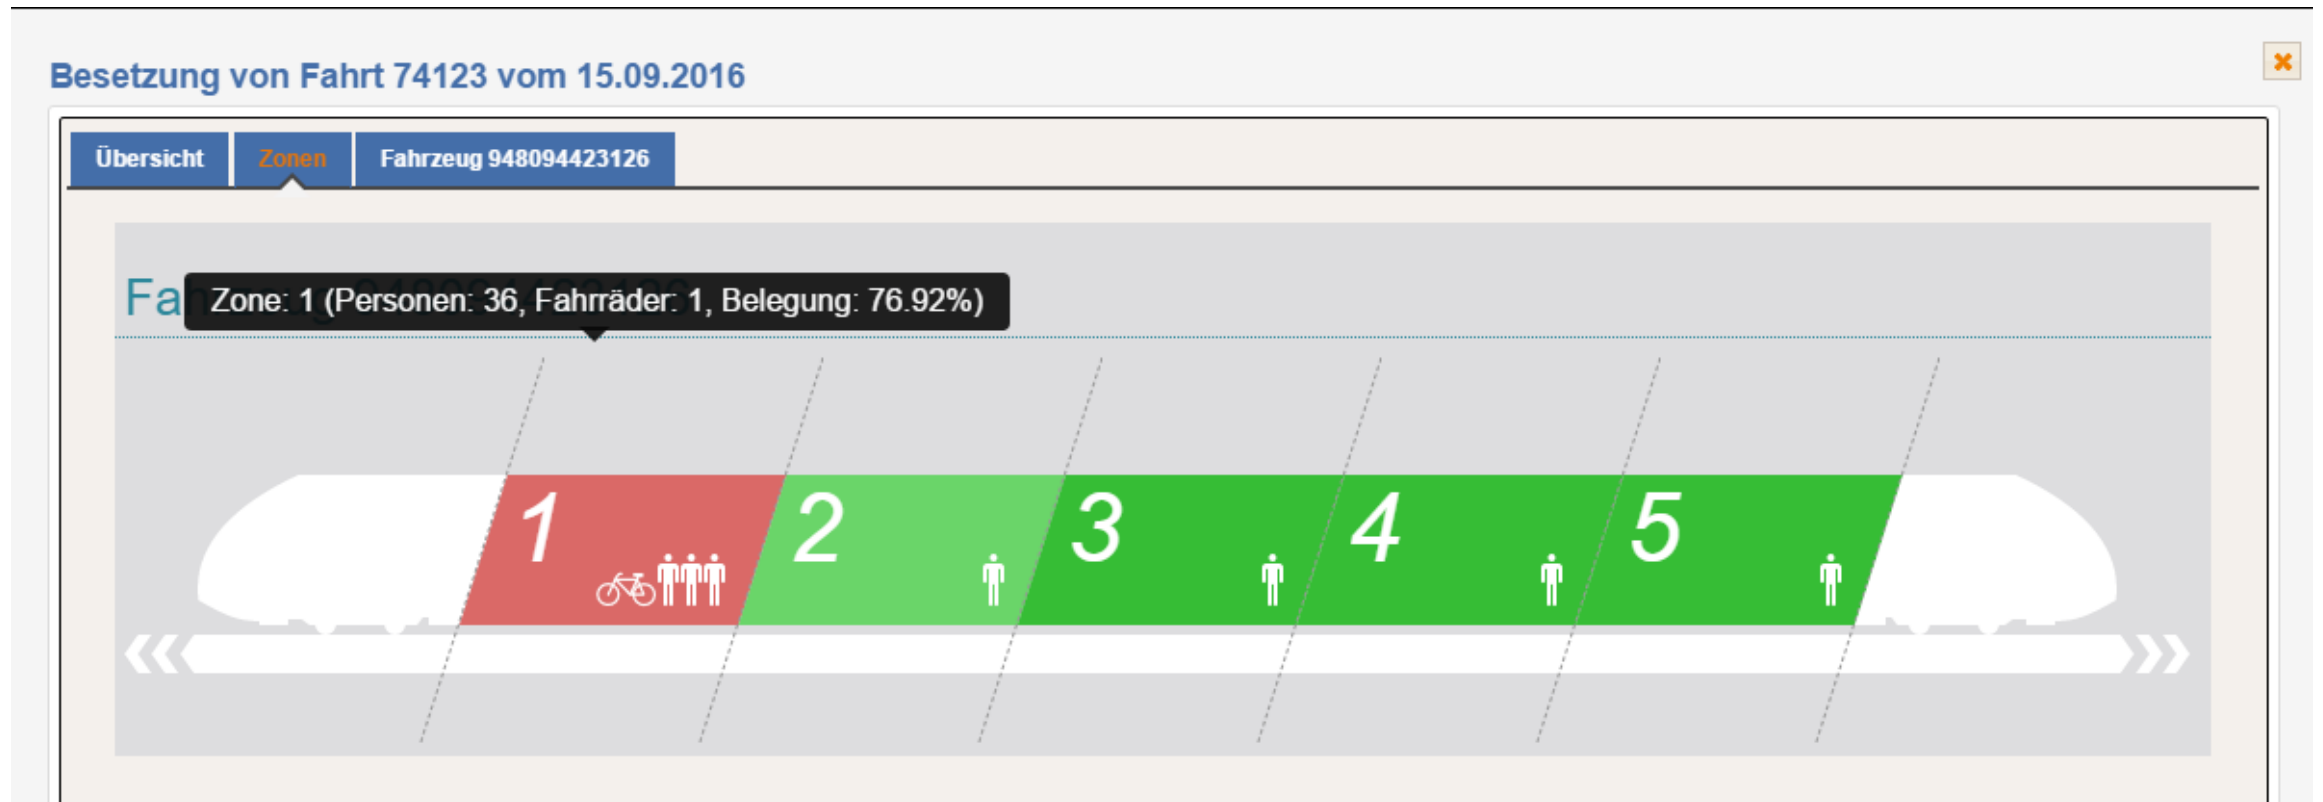 Besetzung von Fahrt 74123 vom 15.09.2016
Übersicht Zonen Fahrzeug 948094423126
Fa
Zone: 1 (Personen: 36, Fahrräder: 1, Belegung: 76.92%)
1 2 3 4 5